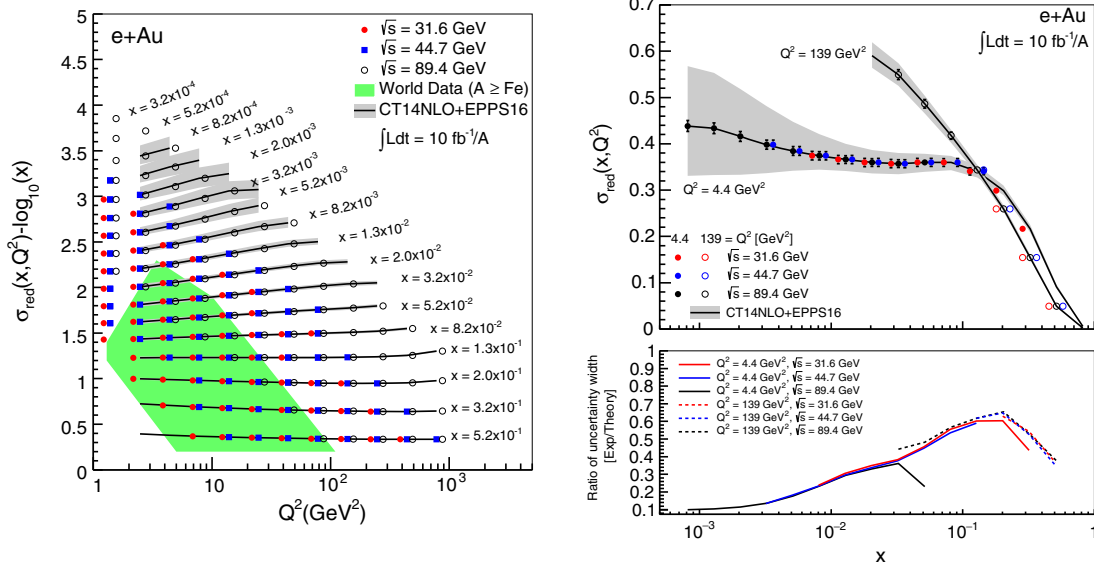 e+Au
√s = 31.6 GeV
√s = 44.7 GeV
√s = 89.4 GeV
World Data (A ≥ Fe)
CT14NLO+EPPS16
∫Ldt = 10 fb⁻¹/A
x = 3.2x10⁻⁴
x = 5.2x10⁻⁴
x = 8.2x10⁻⁴
x = 1.3x10⁻³
x = 2.0x10⁻³
x = 3.2x10⁻³
x = 5.2x10⁻³
x = 8.2x10⁻³
x = 1.3x10⁻²
x = 2.0x10⁻²
x = 3.2x10⁻²
x = 5.2x10⁻²
x = 8.2x10⁻²
x = 1.3x10⁻¹
x = 2.0x10⁻¹
x = 3.2x10⁻¹
x = 5.2x10⁻¹
5
4.5
4
3.5
3
2.5
2
1.5
1
0.5
0
σred(x,Q²)-log₁₀(x)
1
10
10²
10³
Q²(GeV²)
e+Au
∫Ldt = 10 fb⁻¹/A
Q² = 139 GeV²
Q² = 4.4 GeV²
4.4 139 = Q² [GeV²]
√s = 31.6 GeV
√s = 44.7 GeV
√s = 89.4 GeV
CT14NLO+EPPS16
0.6
0.5
0.4
0.3
0.2
0.1
0
σred(x,Q²)
Q² = 4.4 GeV², √s = 31.6 GeV
Q² = 4.4 GeV², √s = 44.7 GeV
Q² = 4.4 GeV², √s = 89.4 GeV
Q² = 139 GeV², √s = 31.6 GeV
Q² = 139 GeV², √s = 44.7 GeV
Q² = 139 GeV², √s = 89.4 GeV
1
0.9
0.8
0.7
0.6
0.5
0.4
0.3
0.2
0.1
Ratio of uncertainty width
[Exp/Theory]
10⁻³
10⁻²
10⁻¹
1
x